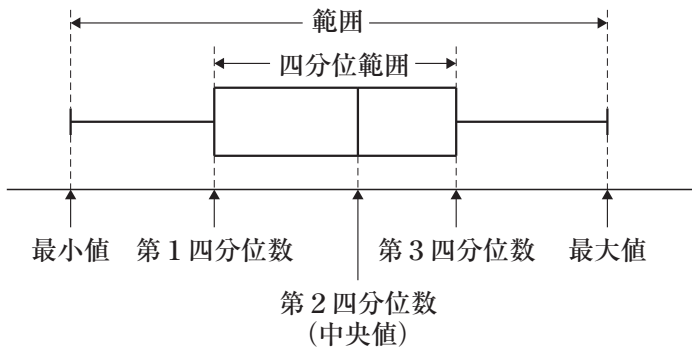 範囲
四分位範囲
最小値
第1四分位数
第3四分位数
最大値
第2四分位数
(中央値)